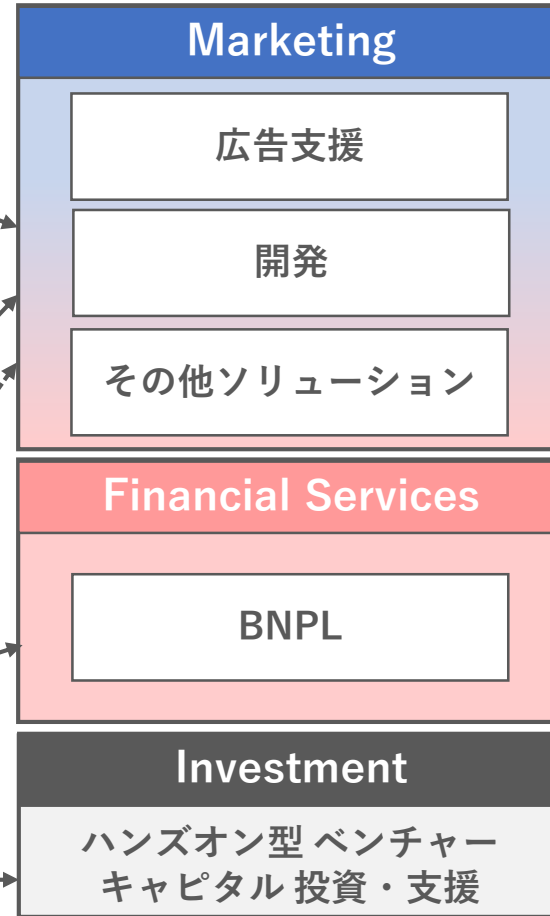 Marketing
広告支援
開発
その他ソリューション
Financial Services
BNPL
Investment
ハンズオン型 ベンチャー
キャピタル 投資・支援